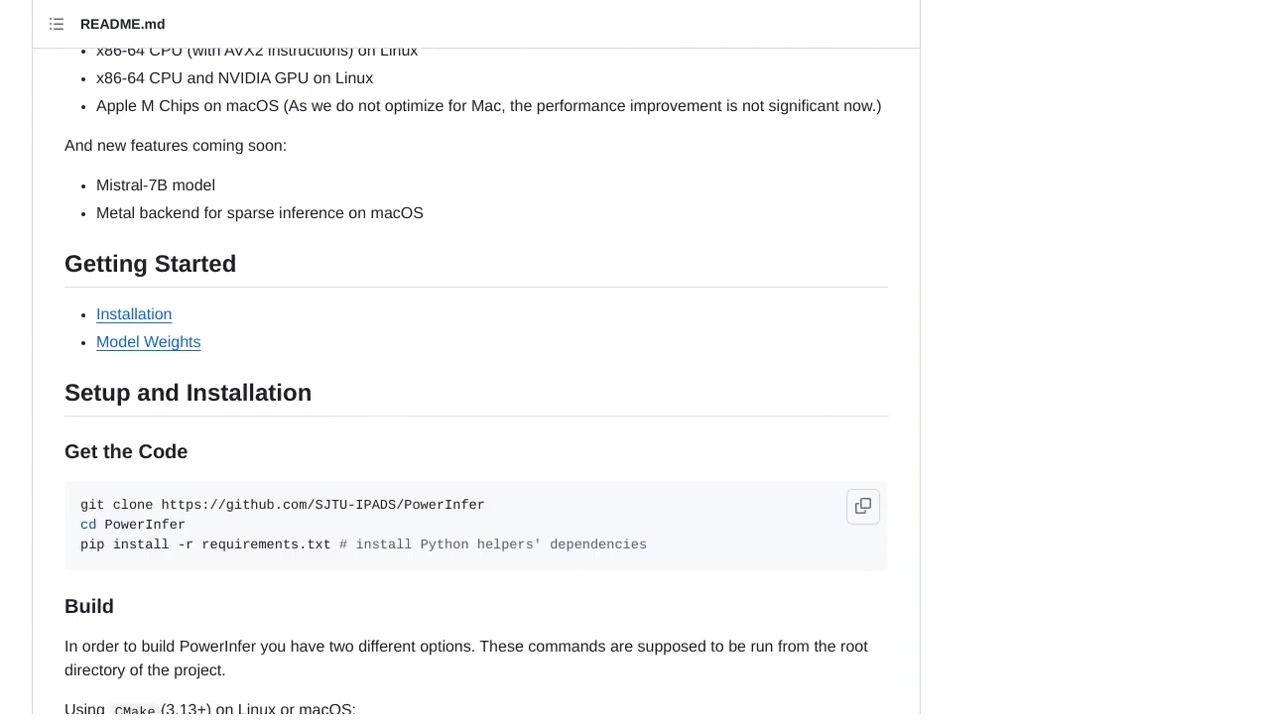 README.md
x86-64 CPU (with AVX2 instructions) on Linux
x86-64 CPU and NVIDIA GPU on Linux
Apple M Chips on macOS (As we do not optimize for Mac, the performance improvement is not significant now.)
And new features coming soon:
Mistral-7B model
Metal backend for sparse inference on macOS
Getting Started
Installation
Model Weights
Setup and Installation
Get the Code
git clone https://github.com/SJTU-IPADS/PowerInfer
cd PowerInfer
pip install -r requirements.txt # install Python helpers' dependencies
Build
In order to build PowerInfer you have two different options. These commands are supposed to be run from the root
directory of the project.
Using CMake (3.13+) on Linux or macOS: